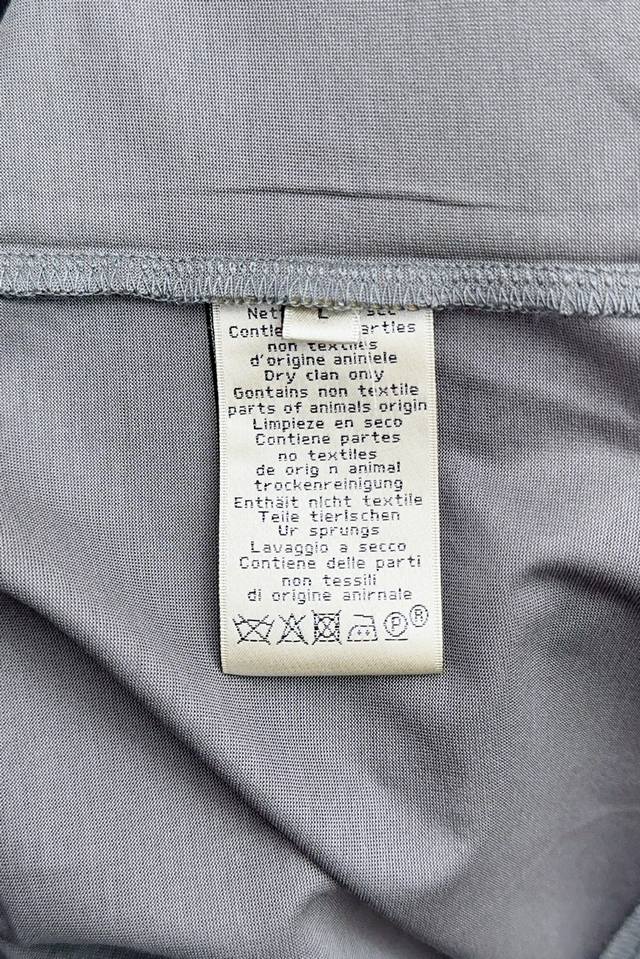 L
non textiles
d'origine aniniele
Dry clan only
Gontains non textile
parts of animals origin
Limpieze en seco
Contiene partes
no textiles
de orig n animal
trockenreinigung
Enthält nicht textile
Teile tierischen
Ur sprungs
Lavaggio a secco
Contiene delle parti
non tessili
di origine anirnale
P ®